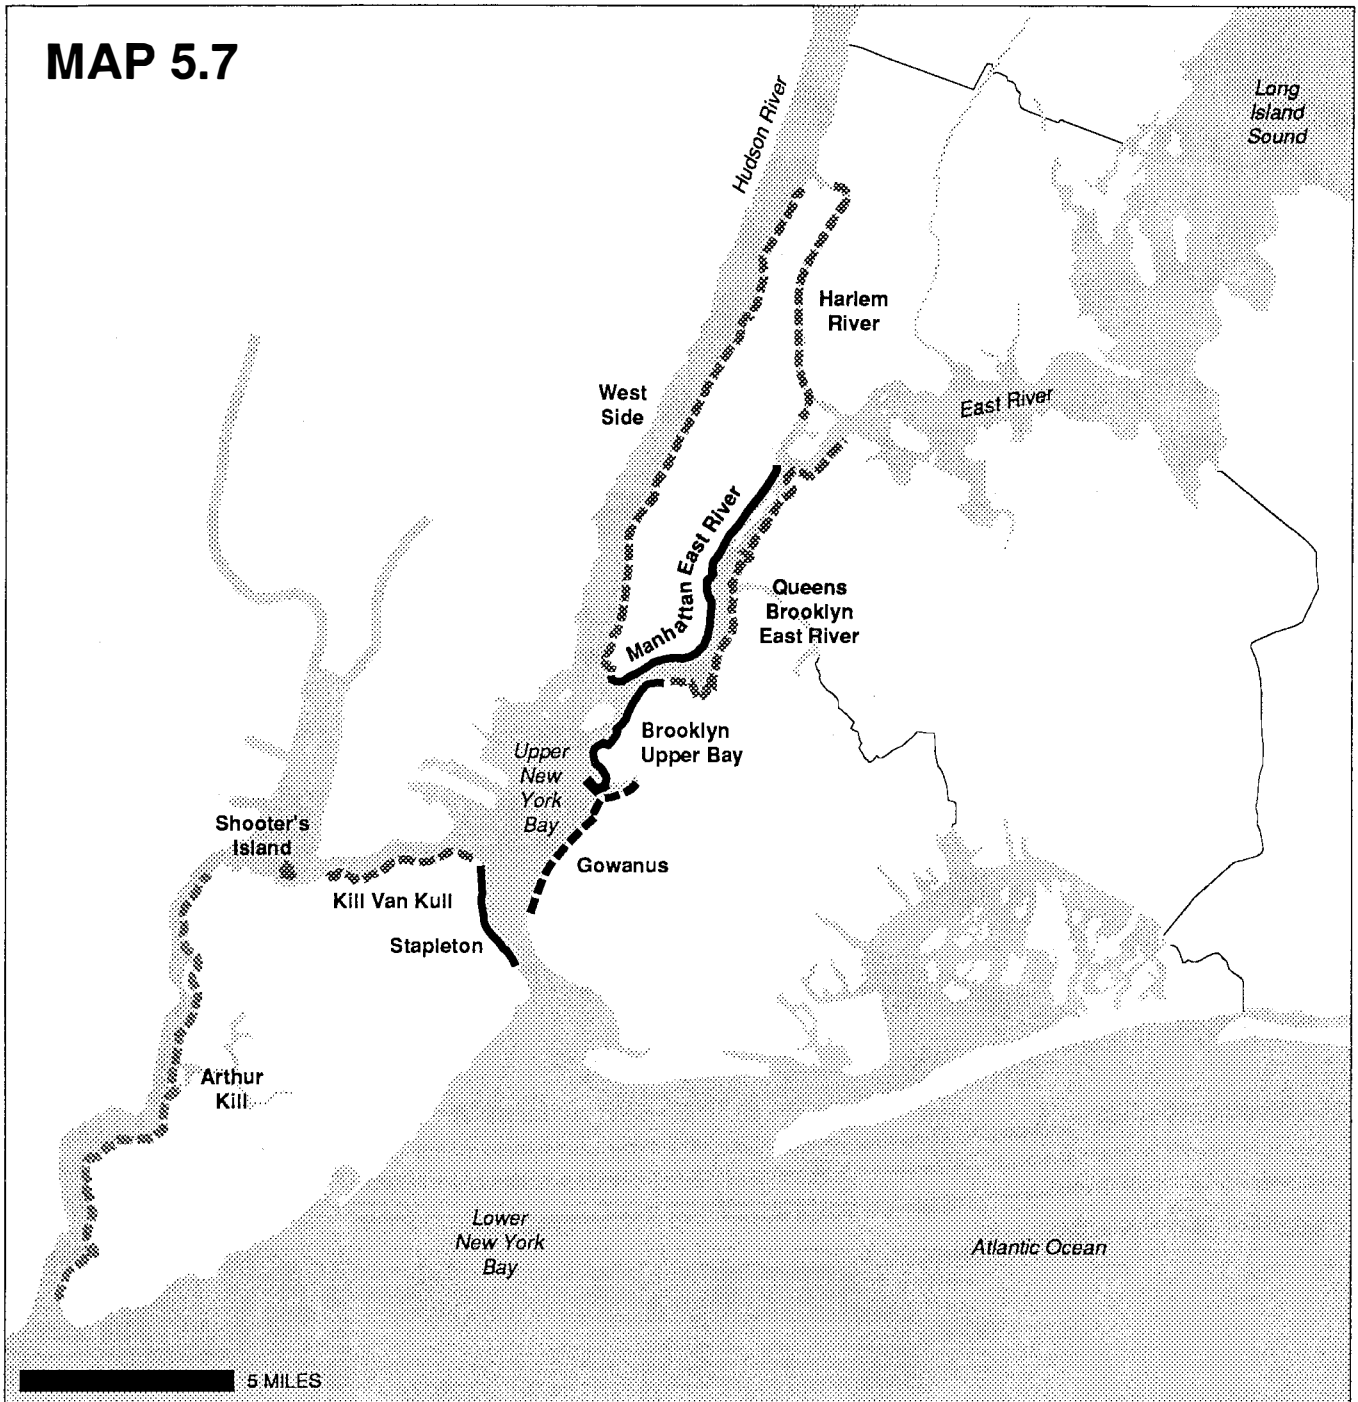 MAP 5.7
Hudson River
Long
Island
Sound
Harlem
River
West
Side
East River
Manhattan East River
Queens
Brooklyn
East River
Brooklyn
Upper Bay
Upper
New
York
Bay
Shooter's
Island
Gowanus
Kill Van Kull
Stapleton
Arthur
Kill
Lower
New York
Bay
Atlantic Ocean
5 MILES